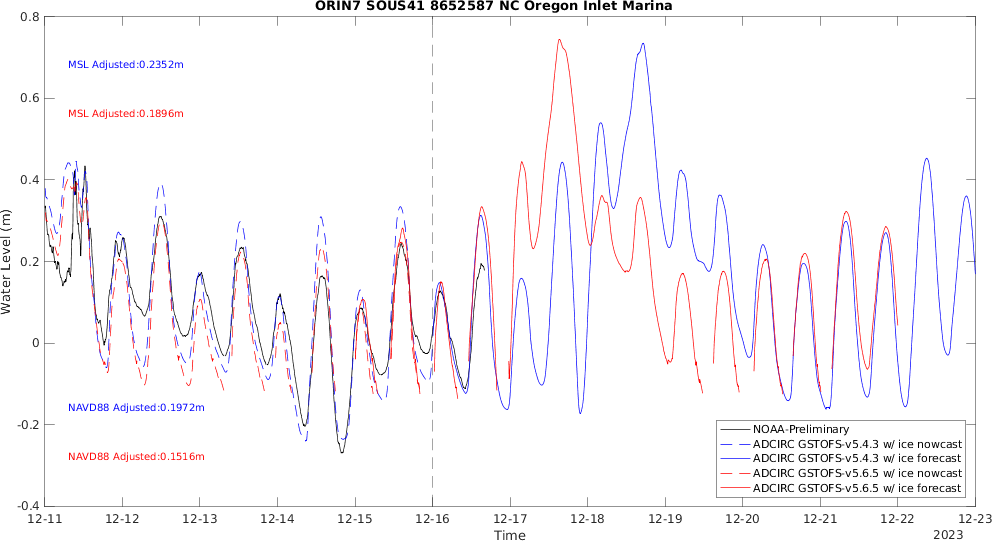 ORIN7 SOUS41 8652587 NC Oregon Inlet Marina
0.8
0.6
0.4
0.2
0
-0.2
-0.4
Water Level (m)
MSL Adjusted:0.2352m
MSL Adjusted:0.1896m
NAVD88 Adjusted:0.1972m
NAVD88 Adjusted:0.1516m
NOAA-Preliminary
ADCIRC GSTOFS-v5.4.3 w/ ice nowcast
ADCIRC GSTOFS-v5.4.3 w/ ice forecast
ADCIRC GSTOFS-v5.6.5 w/ ice nowcast
ADCIRC GSTOFS-v5.6.5 w/ ice forecast
12-11 12-12 12-13 12-14 12-15 12-16 12-17 12-18 12-19 12-20 12-21 12-22 12-23
Time
2023